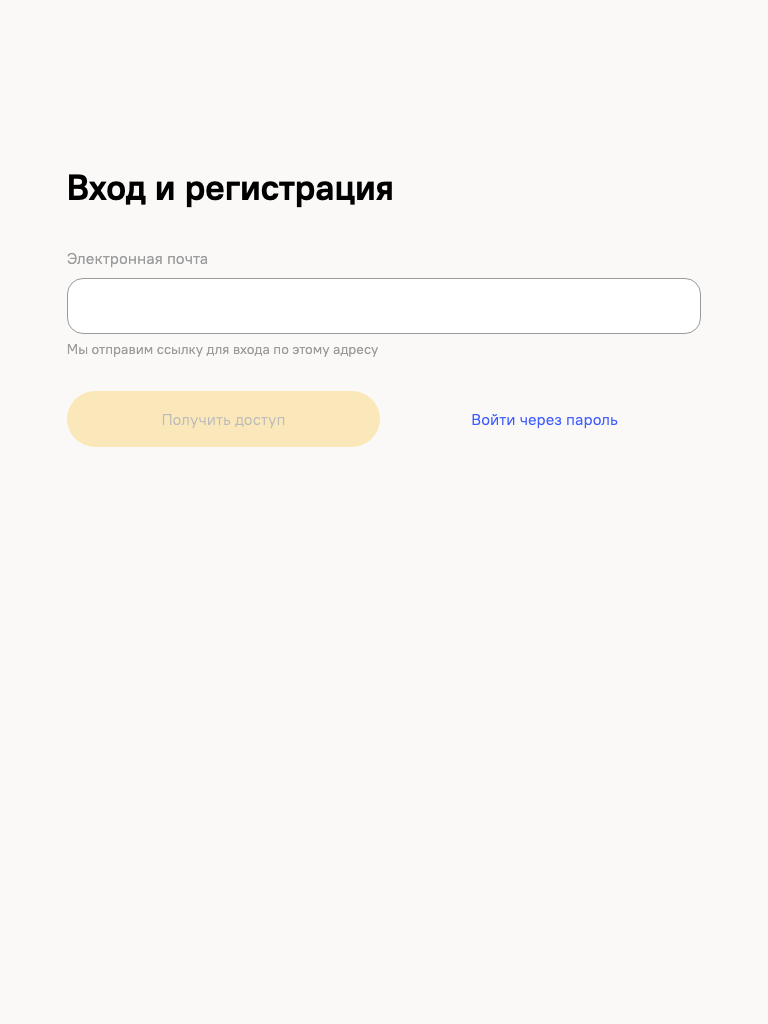 Вход и регистрация
Электронная почта
Мы отправим ссылку для входа по этому адресу
Получить доступ
Войти через пароль